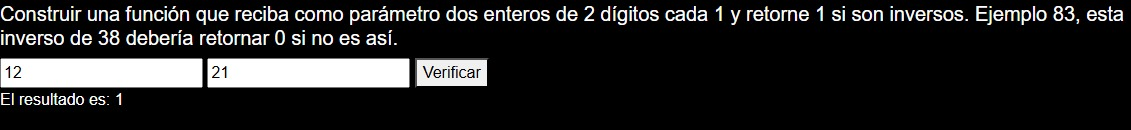 Construir una función que reciba como parámetro dos enteros de 2 dígitos cada 1 y retorne 1 si son inversos. Ejemplo 83, esta
inverso de 38 debería retornar 0 si no es así.
12 21 Verificar
El resultado es: 1